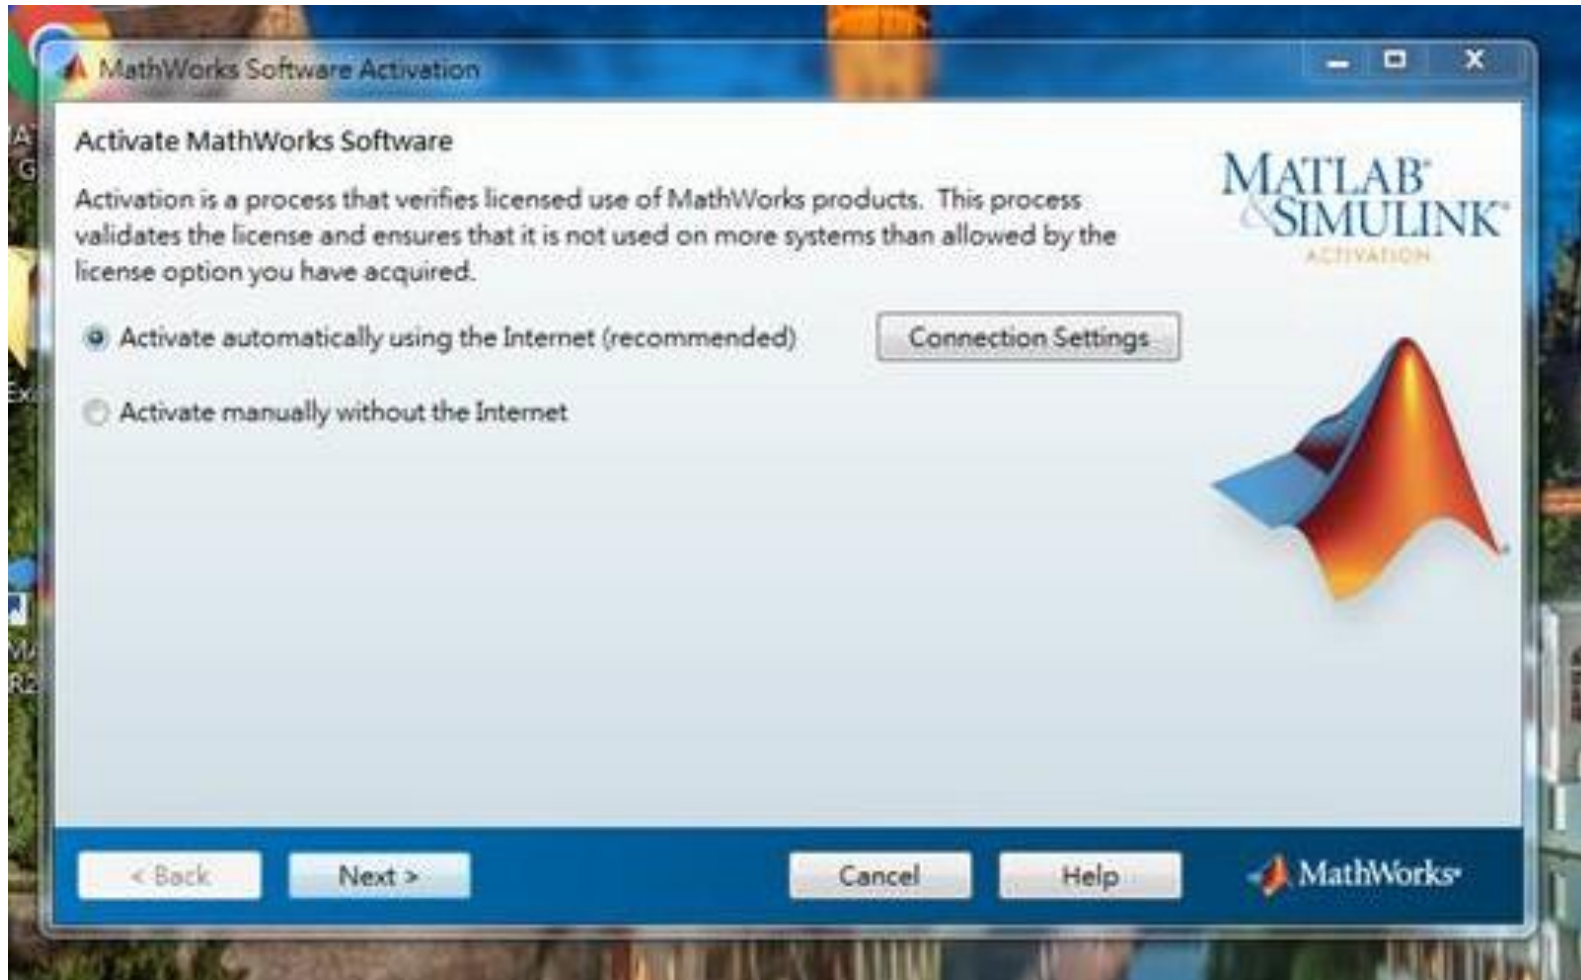 MathWorks Software Activation
Activate MathWorks Software
Activation is a process that verifies licensed use of MathWorks products. This process
validates the license and ensures that it is not used on more systems than allowed by the
license option you have acquired.
MATLAB®
&SIMULINK®
ACTIVATION
Activate automatically using the Internet (recommended)
Connection Settings
Activate manually without the Internet
< Back
Next >
Cancel
Help
MathWorks®